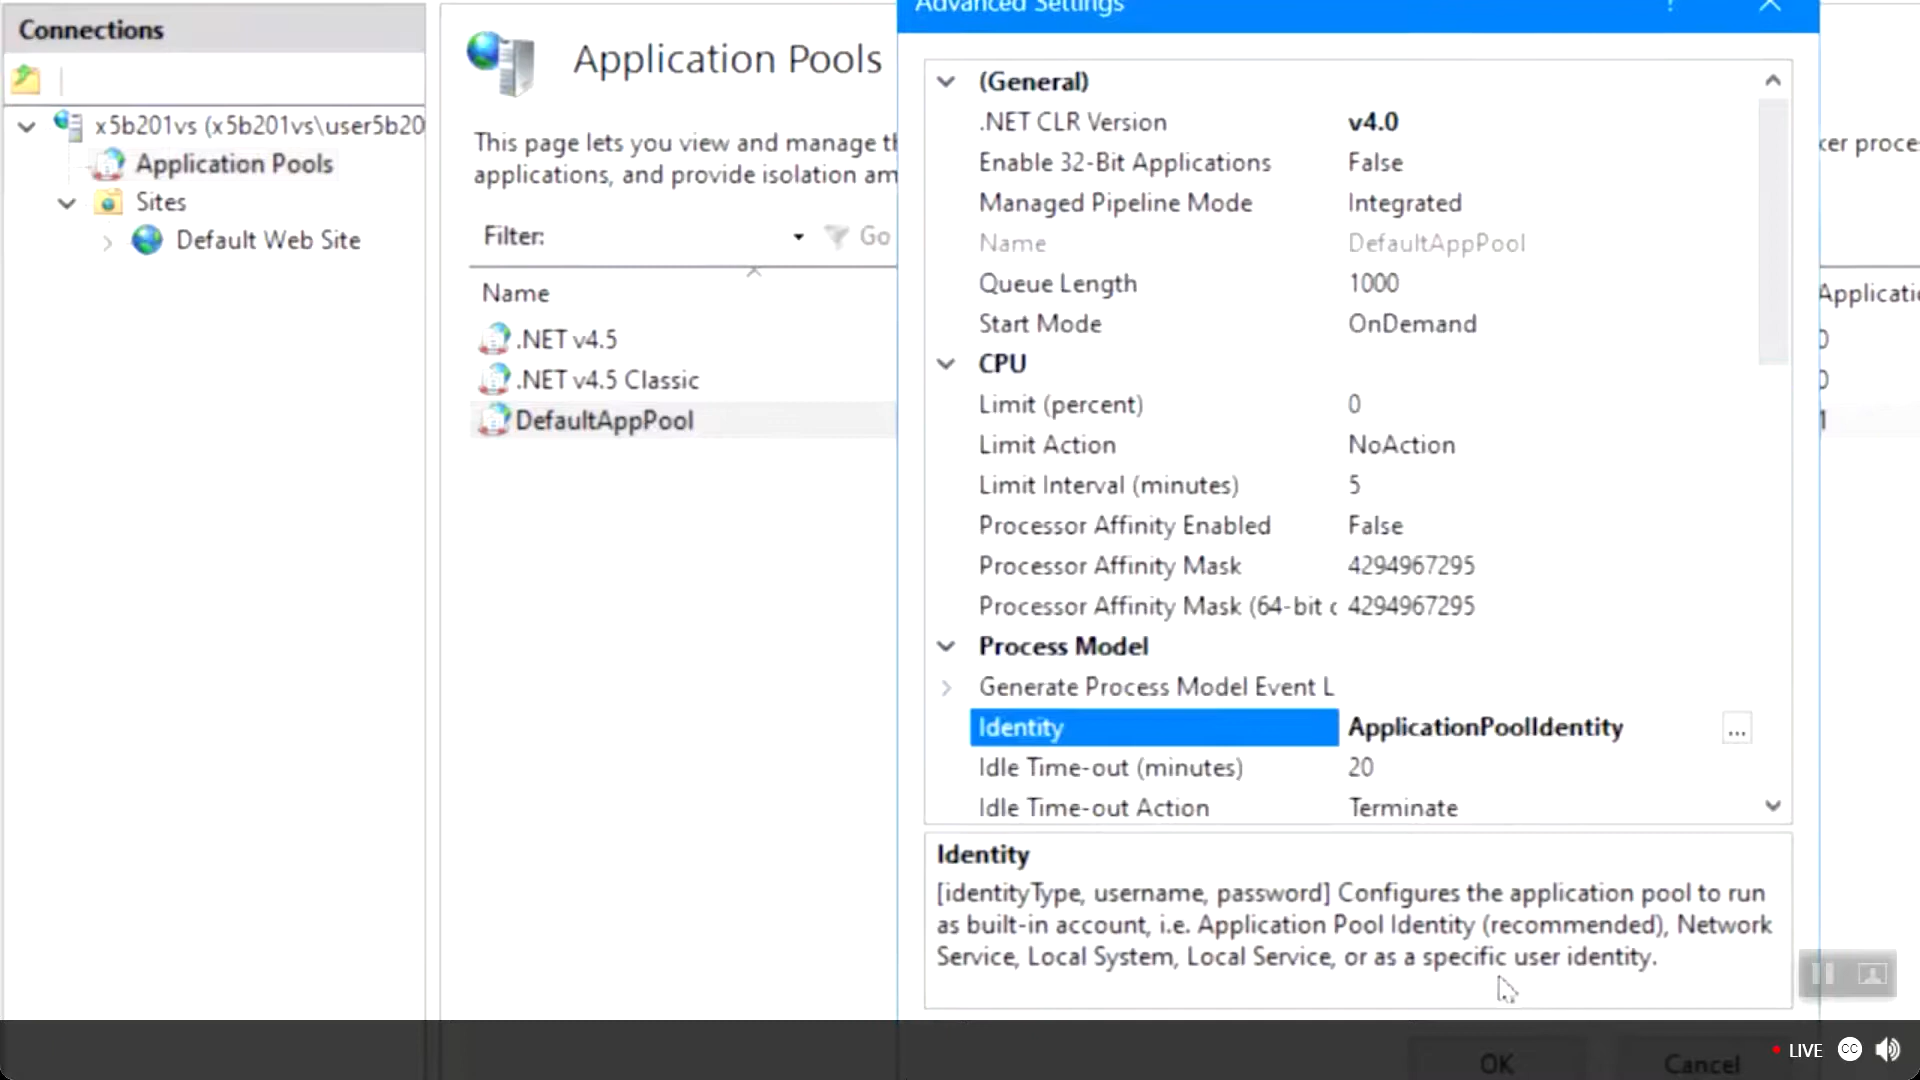 Connections
x5b201vs (x5b201vs\user5b20
Application Pools
Sites
Default Web Site
Application Pools
This page lets you view and manage th
applications, and provide isolation am
Filter:
Go
Name
.NET v4.5
.NET v4.5 Classic
DefaultAppPool
Advanced Settings
?
(General)
.NET CLR Version v4.0
Enable 32-Bit Applications False
Managed Pipeline Mode Integrated
Name DefaultAppPool
Queue Length 1000
Start Mode OnDemand
CPU
Limit (percent) 0
Limit Action NoAction
Limit Interval (minutes) 5
Processor Affinity Enabled False
Processor Affinity Mask 4294967295
Processor Affinity Mask (64-bit c 4294967295
Process Model
Generate Process Model Event L
Identity ApplicationPoolIdentity ...
Idle Time-out (minutes) 20
Idle Time-out Action Terminate
Identity
[identityType, username, password] Configures the application pool to run
as built-in account, i.e. Application Pool Identity (recommended), Network
Service, Local System, Local Service, or as a specific user identity.
OK Cancel
ker proce
Applicati
0
0
1
LIVE CC